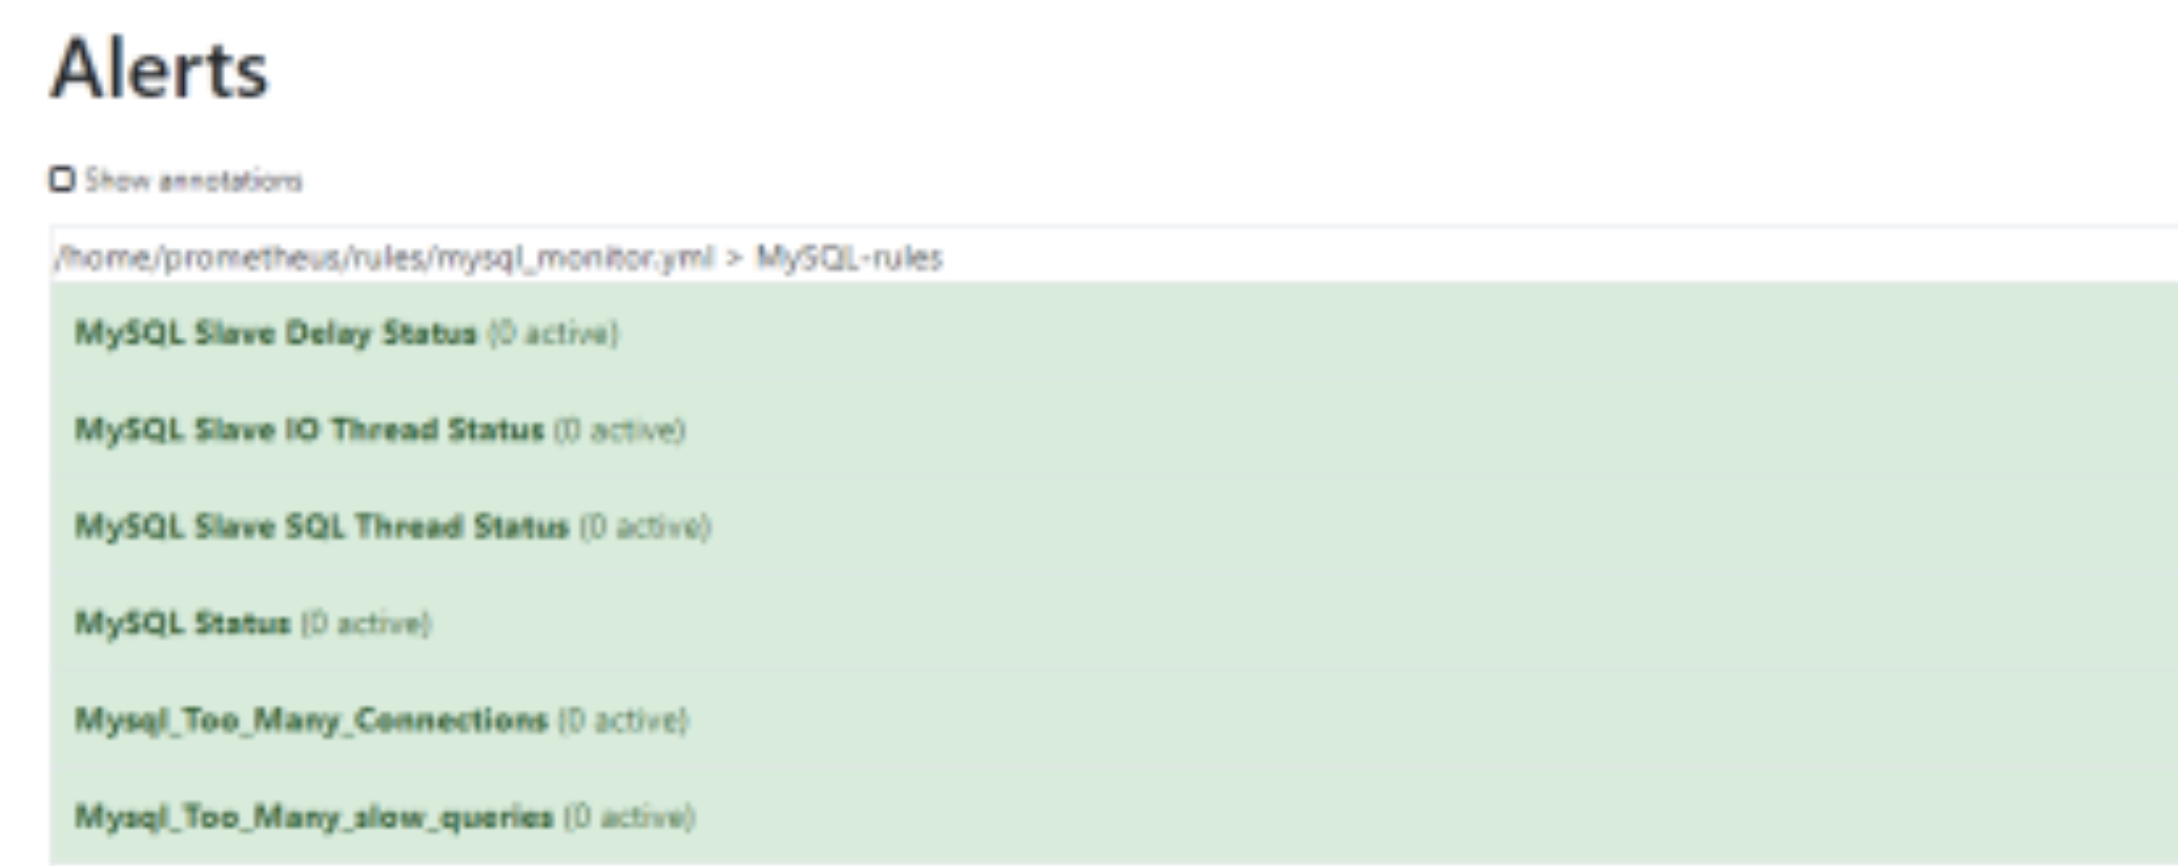 Alerts
Show annotations
/home/prometheus/rules/mysql_monitor.yml > MySQL-rules
MySQL Slave Delay Status (0 active)
MySQL Slave IO Thread Status (0 active)
MySQL Slave SQL Thread Status (0 active)
MySQL Status (0 active)
Mysql_Too_Many_Connections (0 active)
Mysql_Too_Many_slow_queries (0 active)